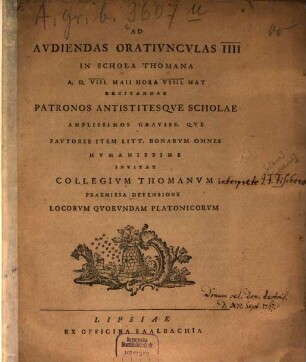 A. gr. b. 3607
AD
AVDIENDAS ORATIVNCVLAS IIII
IN SCHOLA THOMANA
A. D. VIII. MAII HORA VIIII. MAT
RECITANDAS
PATRONOS ANTISTITESQVE SCHOLAE
AMPLISSIMOS GRAVISS. QVE
FAVTORES ITEM LITT. BONARVM OMNES
HVMANISSIME
INVITAT
COLLEGIVM THOMANVM interprete
PRAEMISSA DEFENSIONE
LOCORVM QVORVNDAM PLATONICORVM
LIPSIAE
EX OFFICINA SAALBACHIA